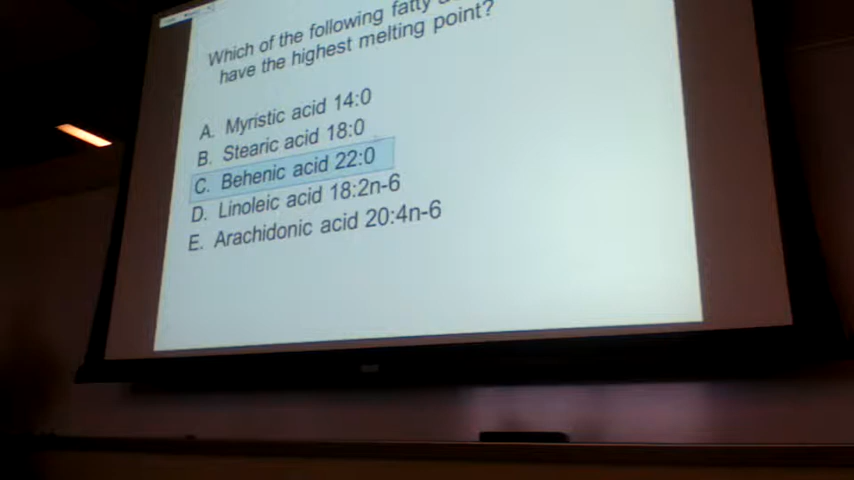 Which of the following fatty
have the highest melting point?
A. Myristic acid 14:0
B. Stearic acid 18:0
C. Behenic acid 22:0
D. Linoleic acid 18:2n-6
E. Arachidonic acid 20:4n-6